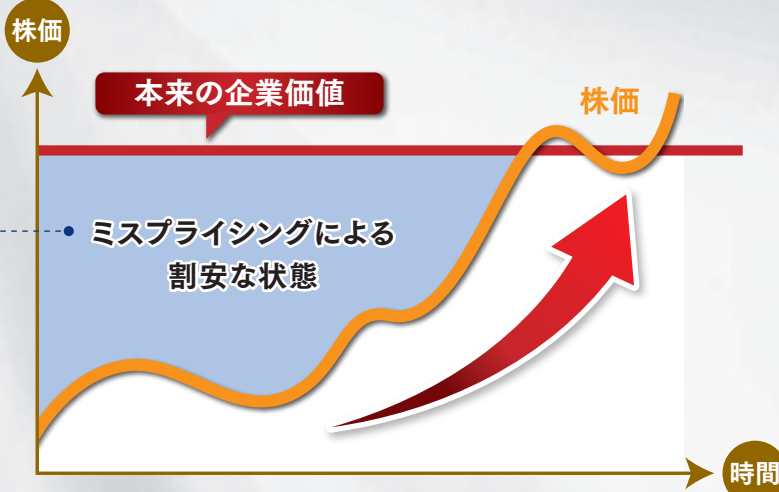 株価
本来の企業価値
株価
ミスプライシングによる
割安な状態
時間